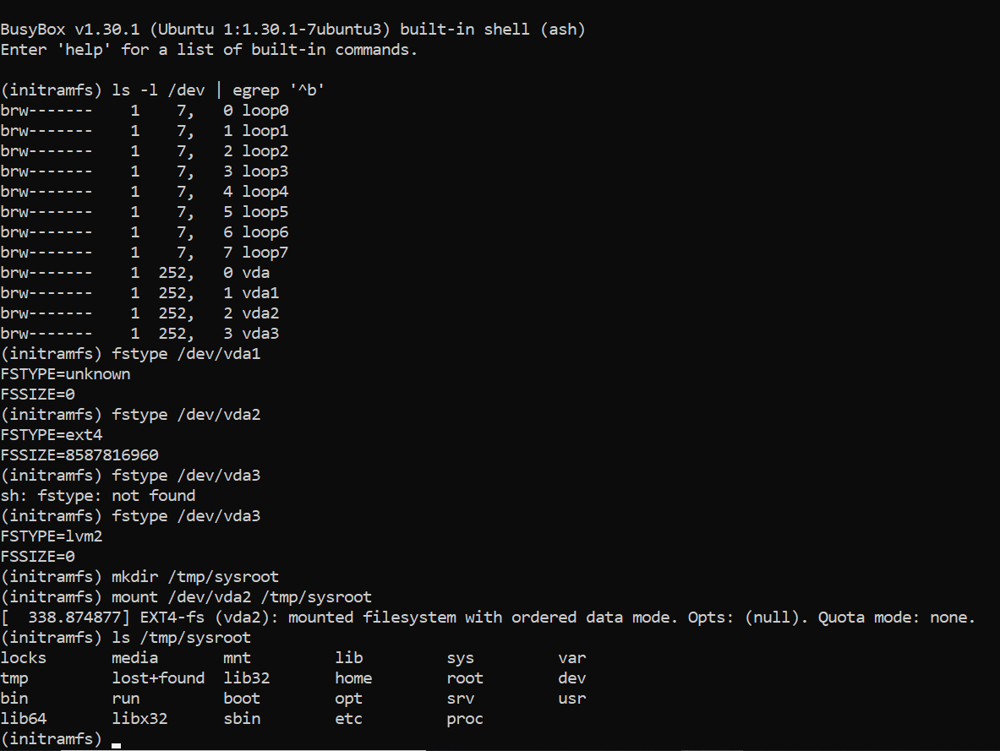 BusyBox v1.30.1 (Ubuntu 1:1.30.1-7ubuntu3) built-in shell (ash)
Enter 'help' for a list of built-in commands.
(initramfs) ls -l /dev | egrep '^b'
brw------- 1 7, 0 loop0
brw------- 1 7, 1 loop1
brw------- 1 7, 2 loop2
brw------- 1 7, 3 loop3
brw------- 1 7, 4 loop4
brw------- 1 7, 5 loop5
brw------- 1 7, 6 loop6
brw------- 1 7, 7 loop7
brw------- 1 252, 0 vda
brw------- 1 252, 1 vda1
brw------- 1 252, 2 vda2
brw------- 1 252, 3 vda3
(initramfs) fstype /dev/vda1
FSTYPE=unknown
FSSIZE=0
(initramfs) fstype /dev/vda2
FSTYPE=ext4
FSSIZE=8587816960
(initramfs) fstype /dev/vda3
sh: fstype: not found
(initramfs) fstype /dev/vda3
FSTYPE=lvm2
FSSIZE=0
(initramfs) mkdir /tmp/sysroot
(initramfs) mount /dev/vda2 /tmp/sysroot
[  338.874877] EXT4-fs (vda2): mounted filesystem with ordered data mode. Opts: (null). Quota mode: none.
(initramfs) ls /tmp/sysroot
locks media mnt lib sys var
tmp lost+found lib32 home root dev
bin run boot opt srv usr
lib64 libx32 sbin etc proc
(initramfs)